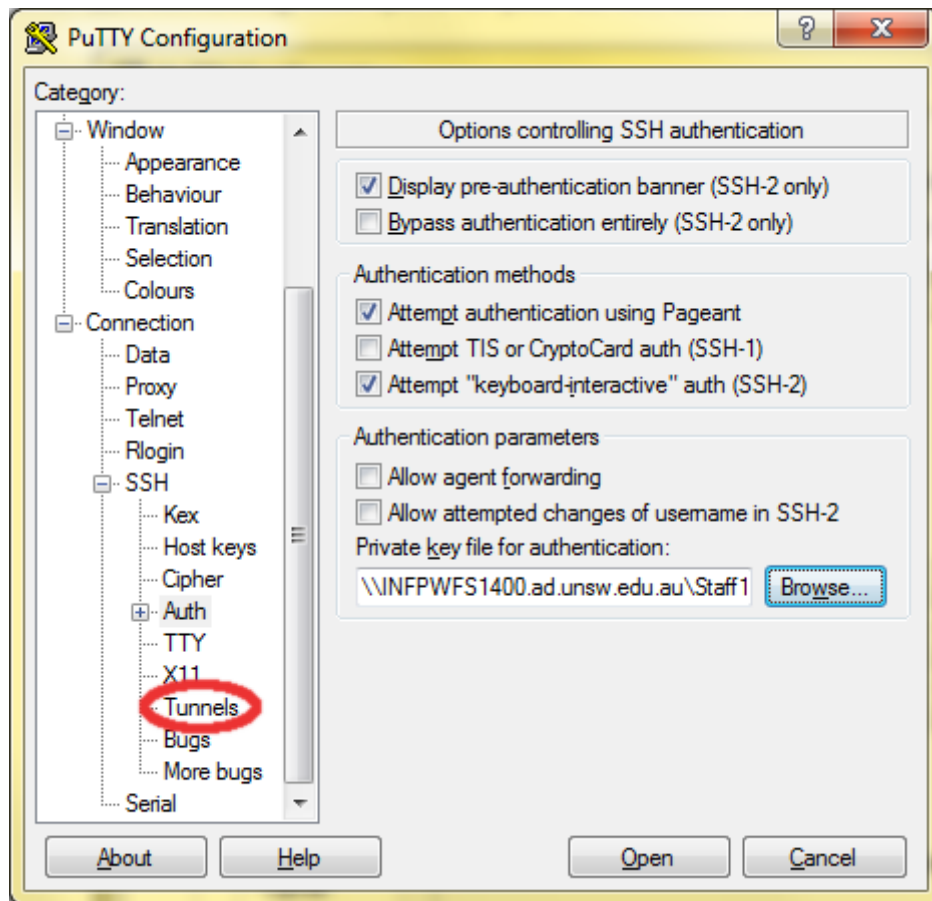 PuTTY Configuration
Category:
Window
Appearance
Behaviour
Translation
Selection
Colours
Connection
Data
Proxy
Telnet
Rlogin
SSH
Kex
Host keys
Cipher
Auth
TTY
X11
Tunnels
Bugs
More bugs
Serial
Options controlling SSH authentication
Display pre-authentication banner (SSH-2 only)
Bypass authentication entirely (SSH-2 only)
Authentication methods
Attempt authentication using Pageant
Attempt TIS or CryptoCard auth (SSH-1)
Attempt "keyboard-interactive" auth (SSH-2)
Authentication parameters
Allow agent forwarding
Allow attempted changes of username in SSH-2
Private key file for authentication:
\\INFPWFS1400.ad.unsw.edu.au\Staff1 Browse...
About Help Open Cancel